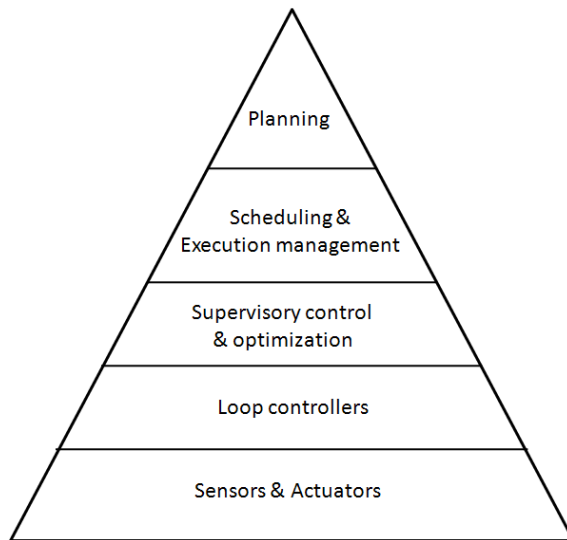 Planning
Scheduling &
Execution management
Supervisory control
& optimization
Loop controllers
Sensors & Actuators